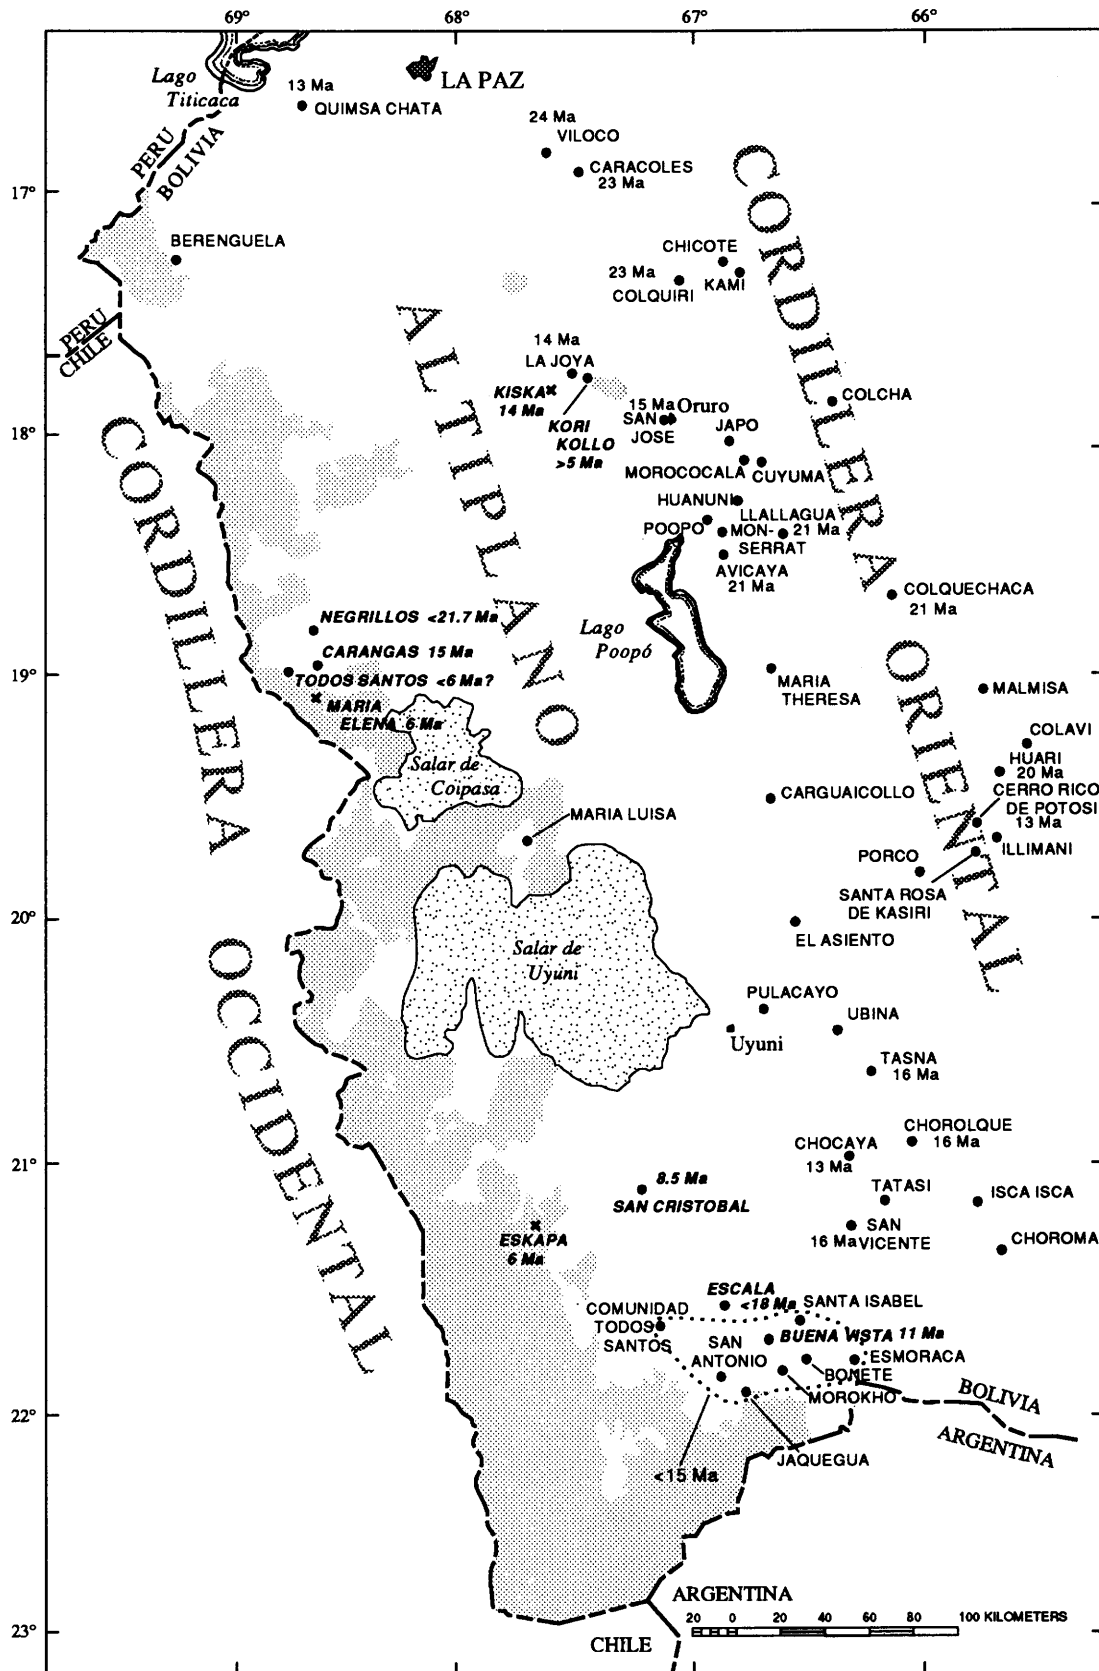 69°
68°
67°
66°
Lago
Titicaca
13 Ma
QUIMSA CHATA
LA PAZ
24 Ma
VILOCO
CARACOLES
23 Ma
PERU
BOLIVIA
17°
BERENGUELA
CHICOTE
23 Ma
COLQUIRI
KAMI
PERU
CHILE
ALTIPLANO
CORDILLERA ORIENTAL
CORDILLERA OCCIDENTAL
14 Ma
LA JOYA
KISKA
14 Ma
KORI
KOLLO
>5 Ma
15 Ma
Oruro
SAN
JOSE
COLCHA
JAPO
18°
MOROCOCALA
CUYUMA
HUANUNI
LLALLAGUA
21 Ma
POOPO
MON-
SERRAT
AVICAYA
21 Ma
COLQUECHACA
21 Ma
NEGRILLOS <21.7 Ma
CARANGAS 15 Ma
TODOS SANTOS <6 Ma?
MARIA
ELENA 6 Ma
Lago
Poopó
19°
MARIA
THERESA
MALMISA
COLAVI
HUARI
20 Ma
Salar de
Coipasa
CARGUAICOLLO
CERRO RICO
DE POTOSI
13 Ma
MARIA LUISA
ILLIMANI
PORCO
SANTA ROSA
DE KASIRI
20°
EL ASIENTO
Salar de
Uyuni
PULACAYO
UBINA
Uyuni
TASNA
16 Ma
CHOROLQUE
16 Ma
CHOCAYA
13 Ma
21°
8.5 Ma
SAN CRISTOBAL
TATASI
ISCA ISCA
ESKAPA
6 Ma
SAN
VICENTE
16 Ma
CHOROMA
ESCALA
<18 Ma
SANTA ISABEL
COMUNIDAD
TODOS
SANTOS
BUENA VISTA 11 Ma
SAN
ANTONIO
ESMORACA
BONETE
MOROKHO
BOLIVIA
ARGENTINA
22°
JAQUEGUA
<15 Ma
ARGENTINA
CHILE
20 0 20 40 60 80 100 KILOMETERS
23°